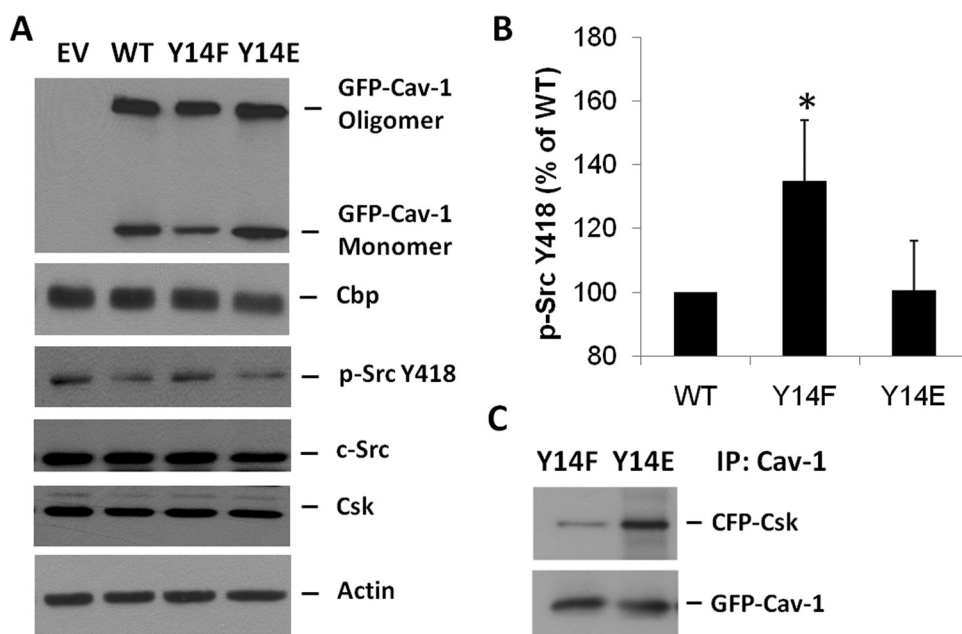 A
EV WT Y14F Y14E
GFP-Cav-1
Oligomer
GFP-Cav-1
Monomer
Cbp
p-Src Y418
c-Src
Csk
Actin
B
p-Src Y418 (% of WT)
180
160
140
120
100
80
*
WT Y14F Y14E
C
Y14F Y14E IP: Cav-1
CFP-Csk
GFP-Cav-1